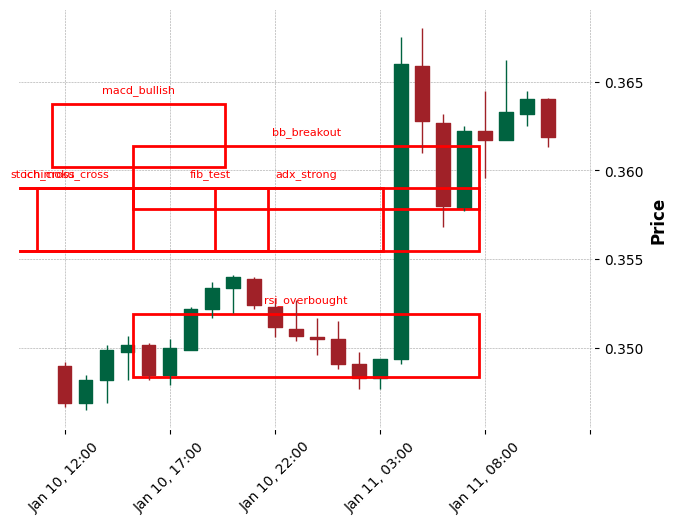 macd_bullish
bb_breakout
fib_test
adx_strong
rsi_overbought
0.365
0.360
0.355
0.350
Price
Jan 10, 12:00
Jan 10, 17:00
Jan 10, 22:00
Jan 11, 03:00
Jan 11, 08:00